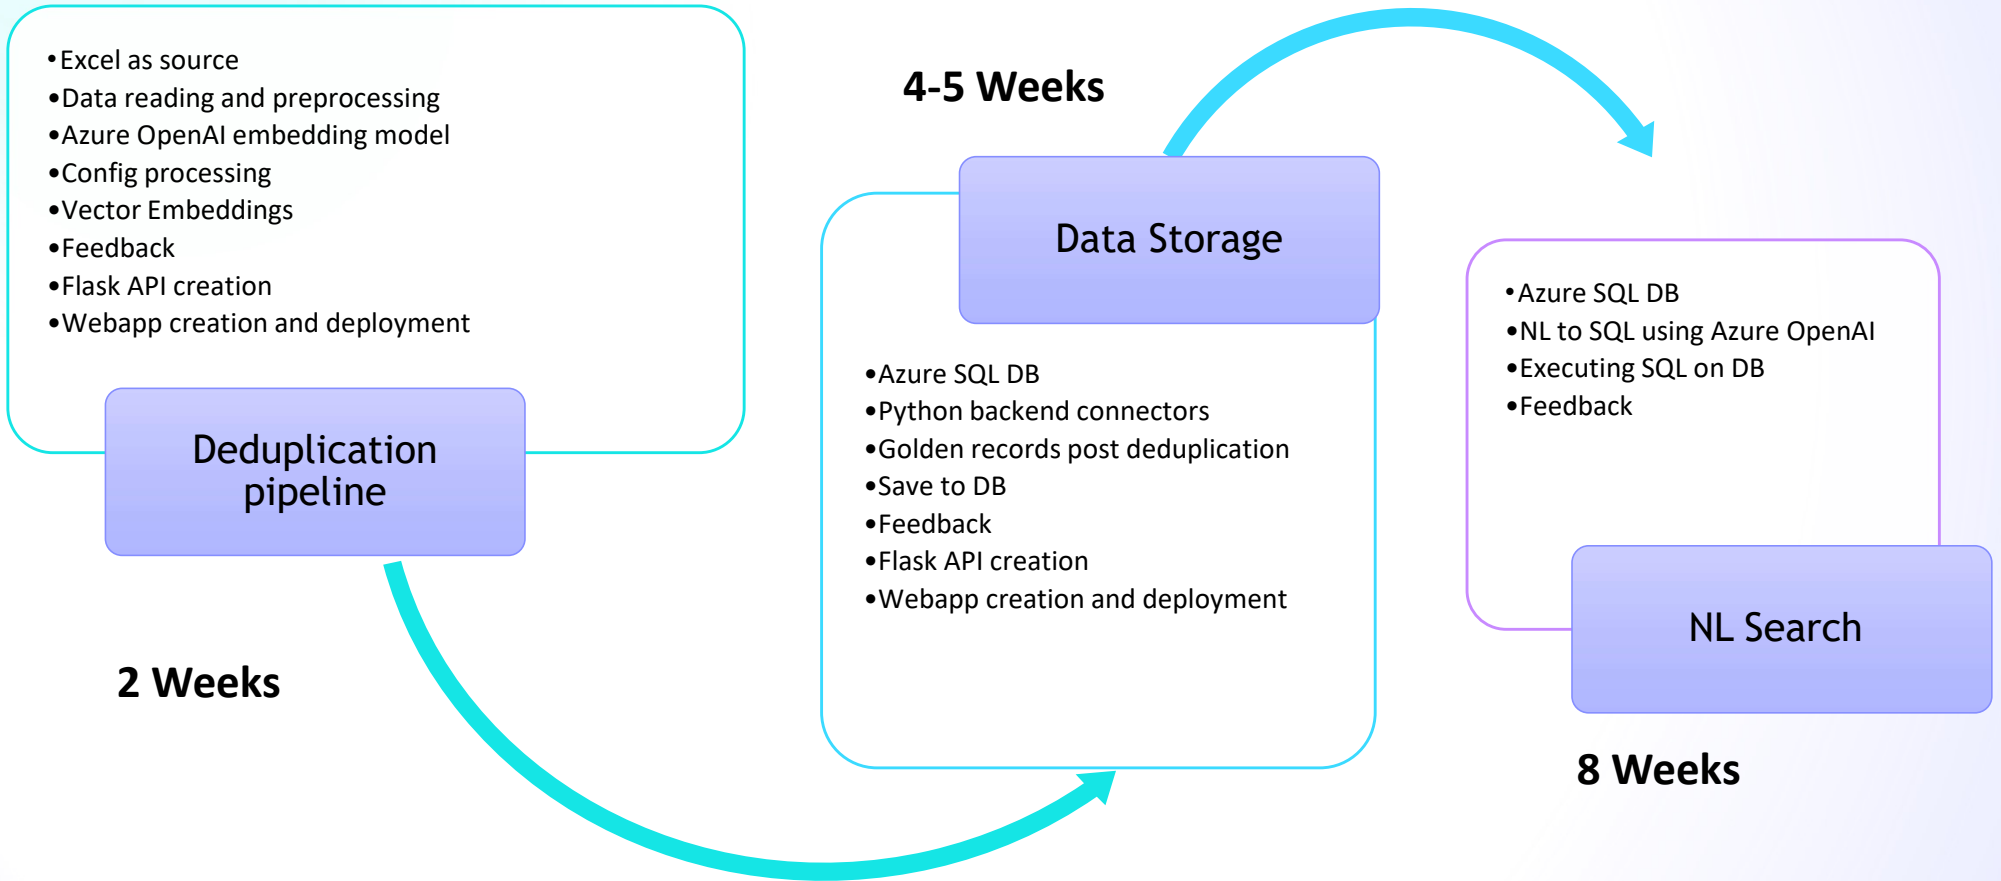 •Excel as source
•Data reading and preprocessing
•Azure OpenAI embedding model
•Config processing
•Vector Embeddings
•Feedback
•Flask API creation
•Webapp creation and deployment
Deduplication
pipeline
2 Weeks
4-5 Weeks
Data Storage
•Azure SQL DB
•Python backend connectors
•Golden records post deduplication
•Save to DB
•Feedback
•Flask API creation
•Webapp creation and deployment
•Azure SQL DB
•NL to SQL using Azure OpenAI
•Executing SQL on DB
•Feedback
NL Search
8 Weeks